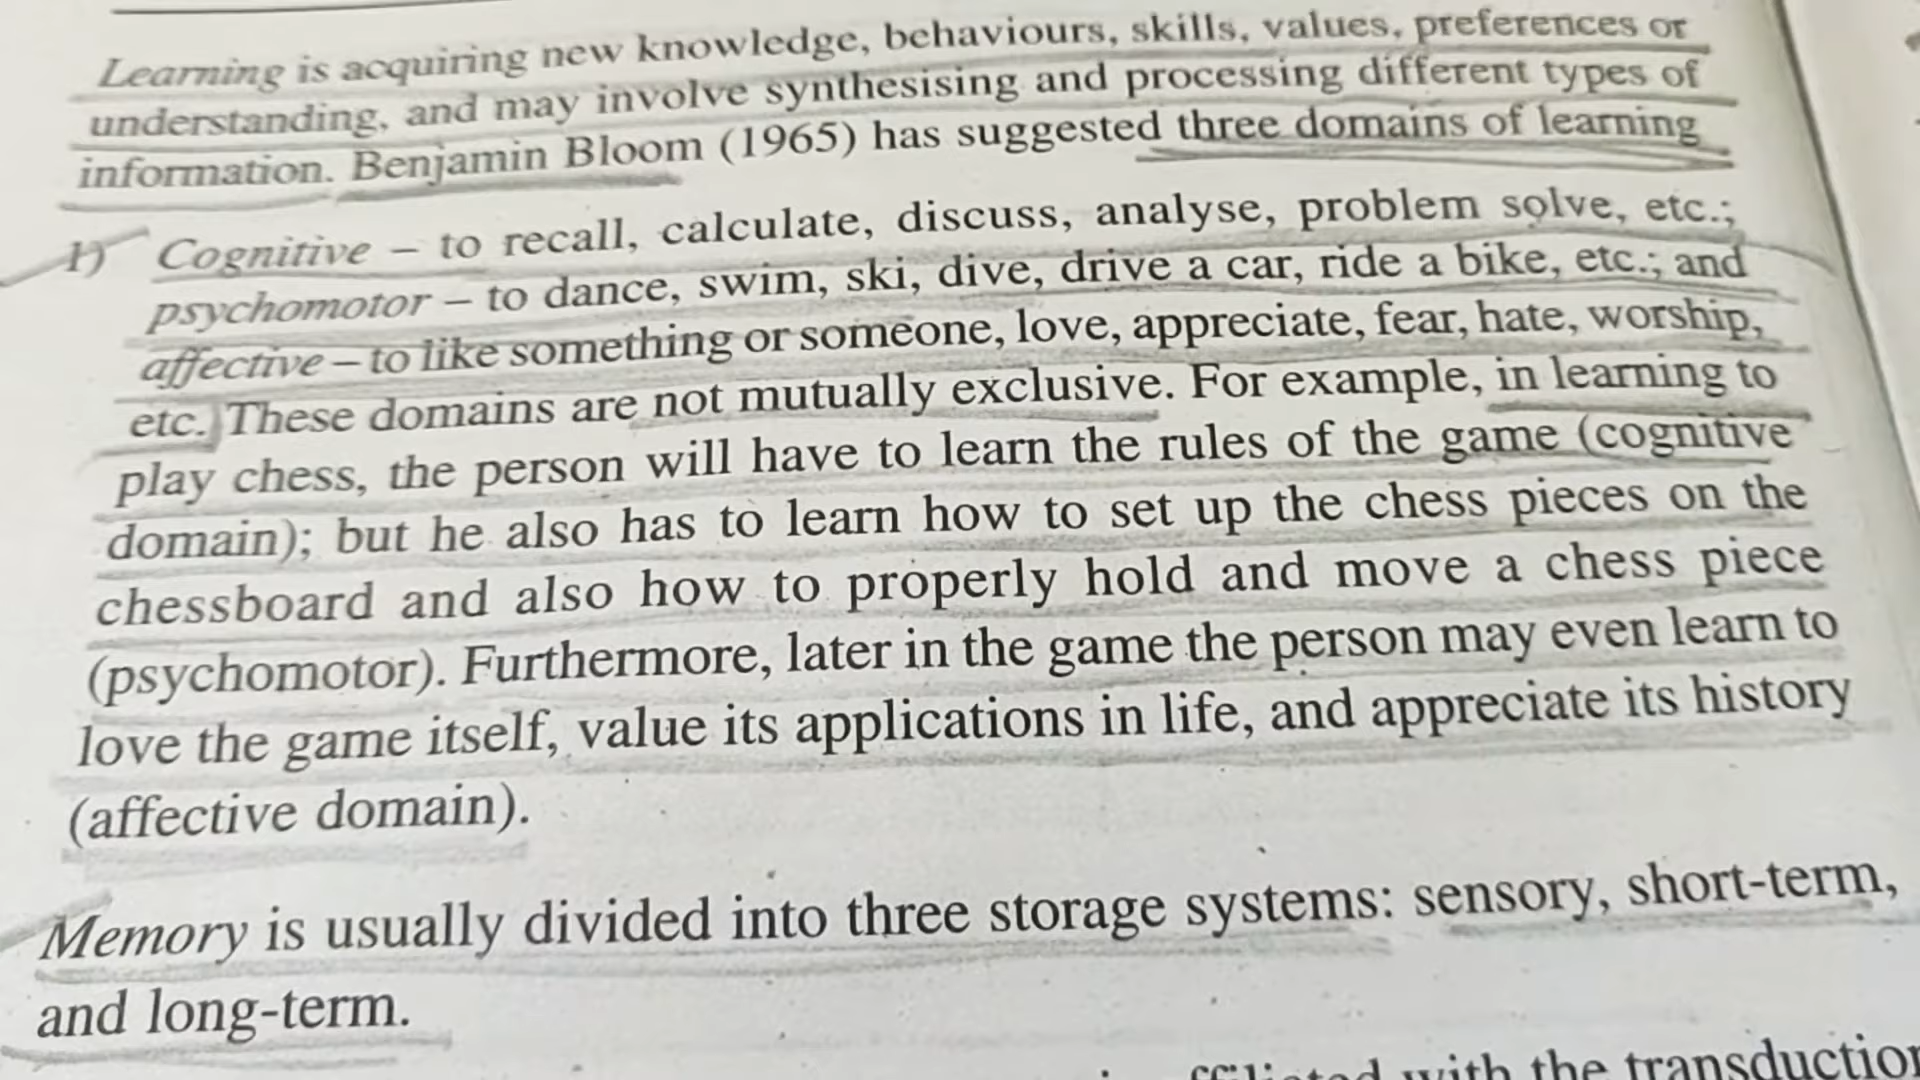 Learning is acquiring new knowledge, behaviours, skills, values, preferences or
understanding, and may involve synthesising and processing different types of
information. Benjamin Bloom (1965) has suggested three domains of learning
1) Cognitive – to recall, calculate, discuss, analyse, problem solve, etc.;
psychomotor – to dance, swim, ski, dive, drive a car, ride a bike, etc.; and
affective – to like something or someone, love, appreciate, fear, hate, worship,
etc. These domains are not mutually exclusive. For example, in learning to
play chess, the person will have to learn the rules of the game (cognitive
domain); but he also has to learn how to set up the chess pieces on the
chessboard and also how to properly hold and move a chess piece
(psychomotor). Furthermore, later in the game the person may even learn to
love the game itself, value its applications in life, and appreciate its history
(affective domain).
Memory is usually divided into three storage systems: sensory, short-term,
and long-term.
with the